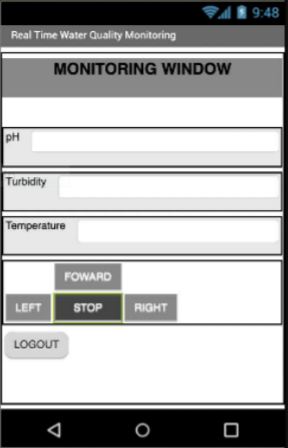 9:48
Real Time Water Quality Monitoring
MONITORING WINDOW
pH
Turbidity
Temperature
FOWARD
LEFT STOP RIGHT
LOGOUT